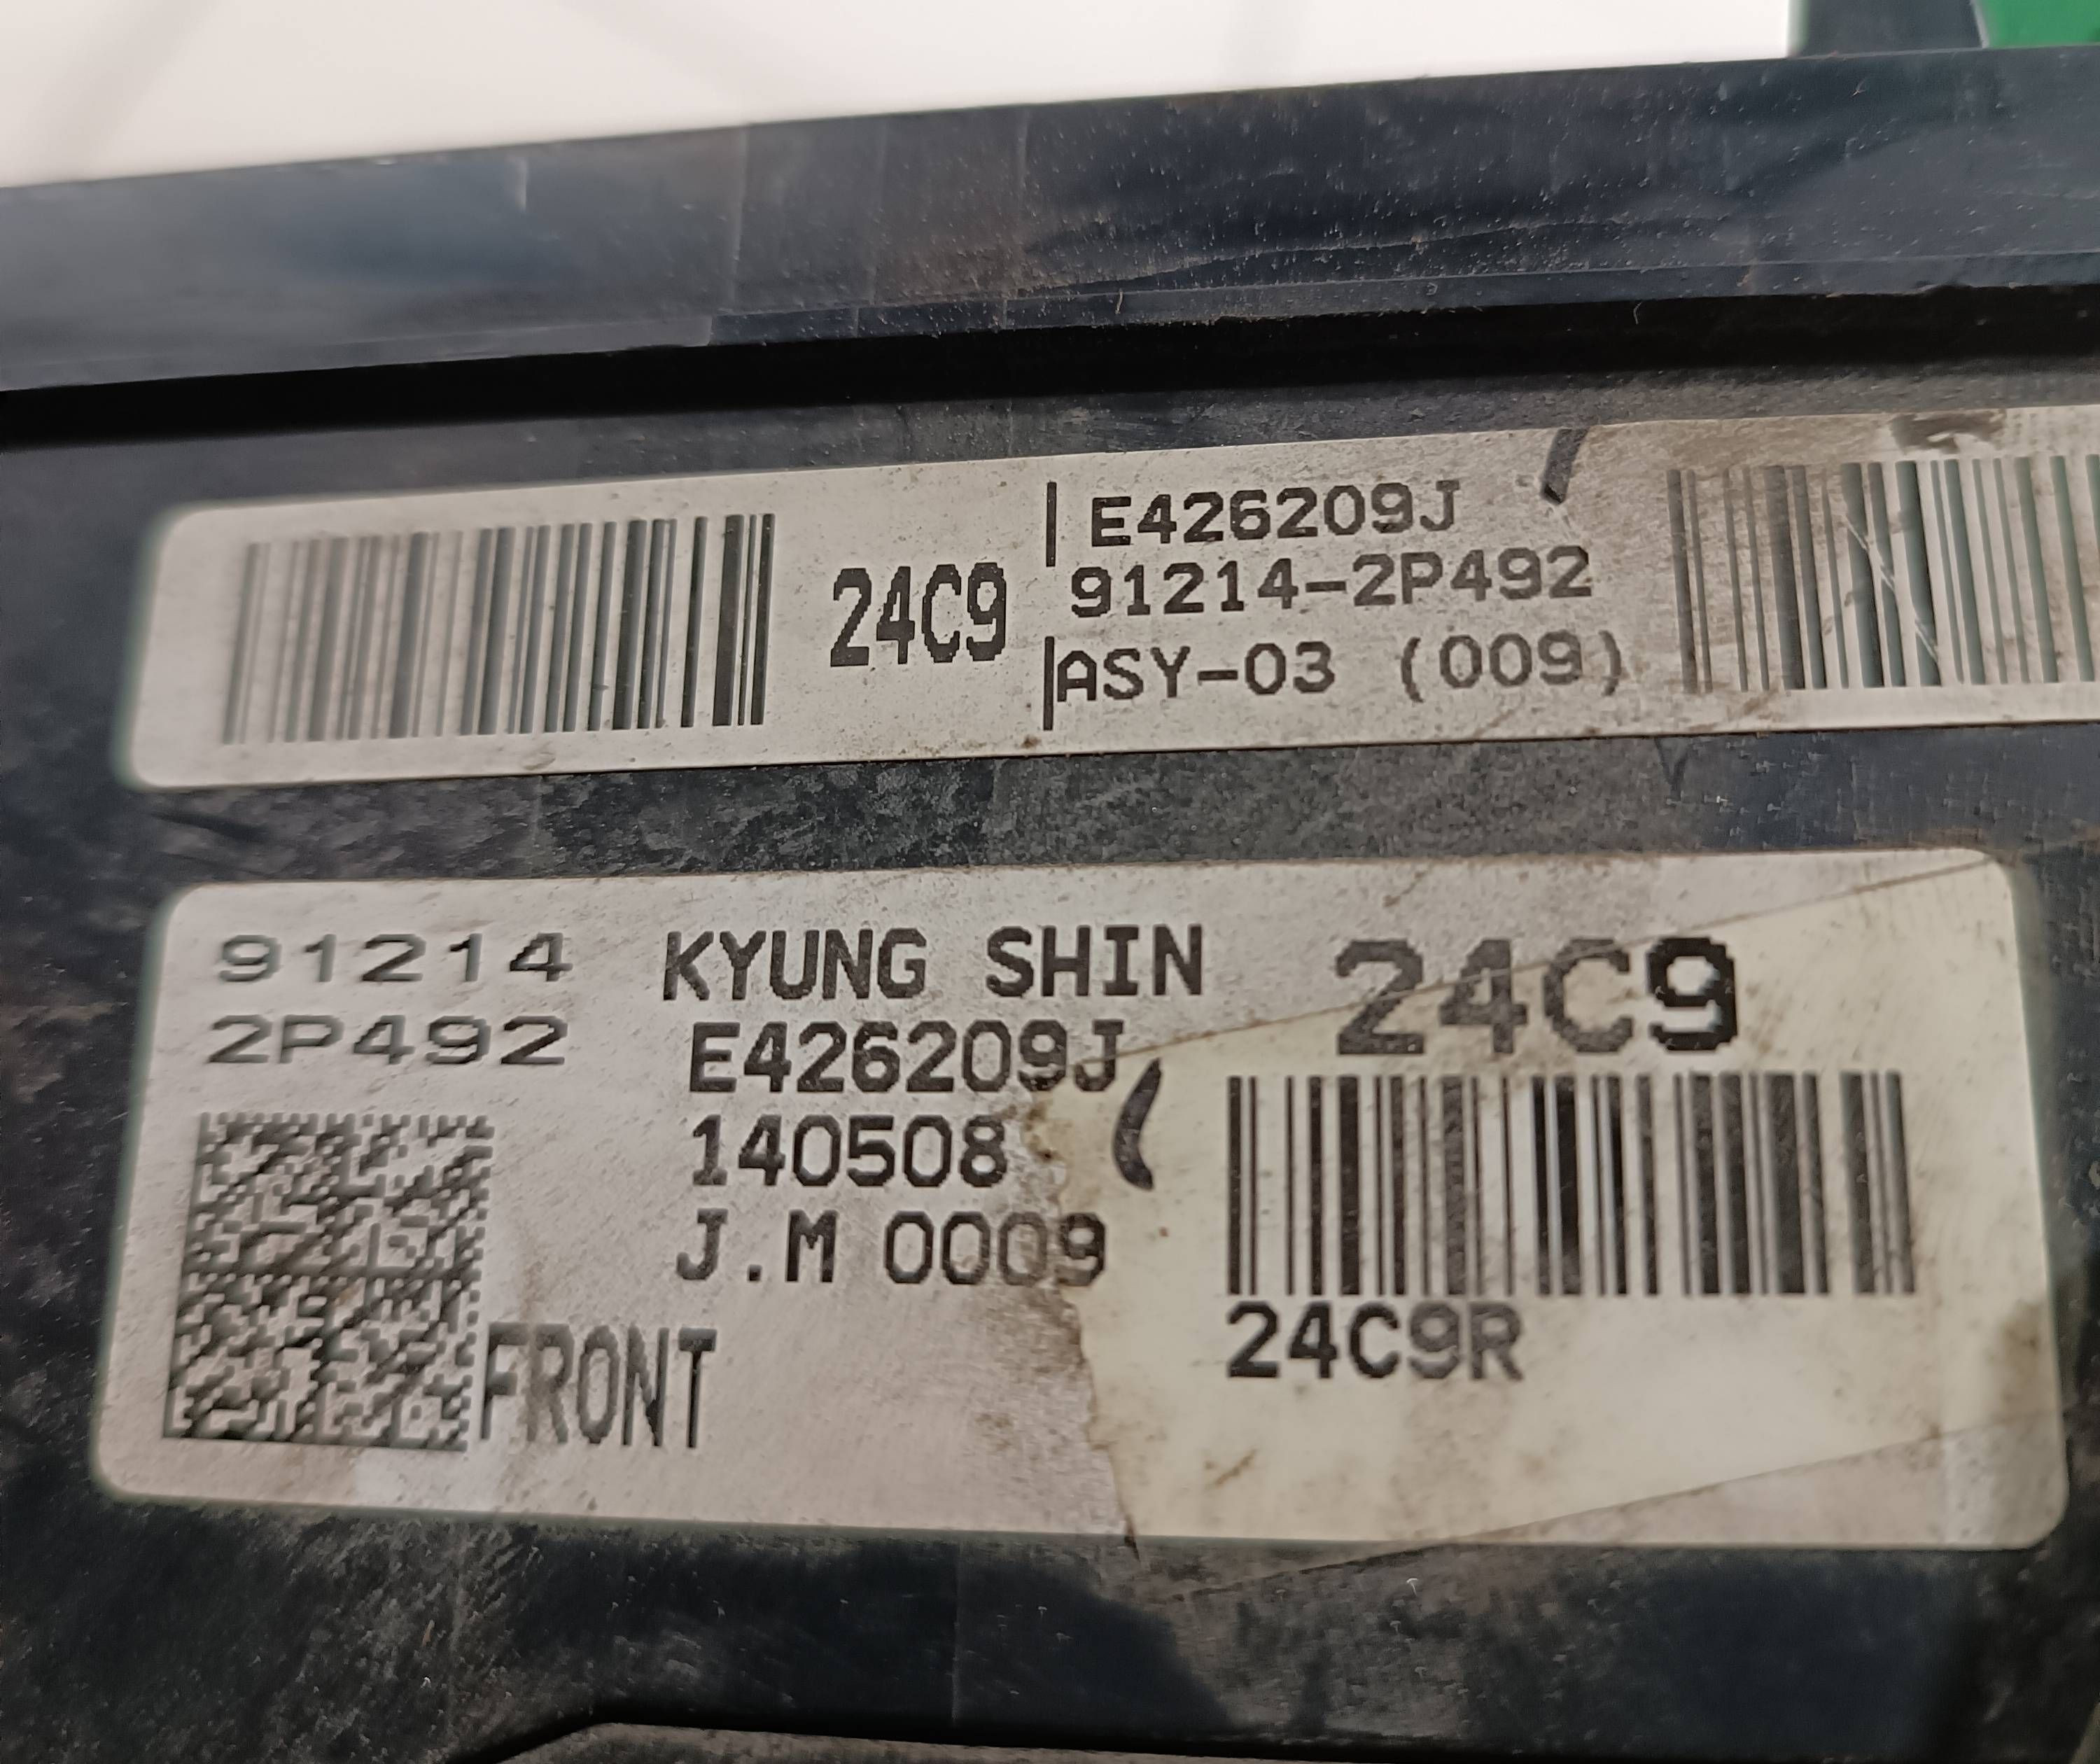 24C9
E426209J
91214-2P492
ASY-03 (009)
91214
2P492
KYUNG SHIN
E426209J
140508
J.M 0009
FRONT
24C9
24C9R